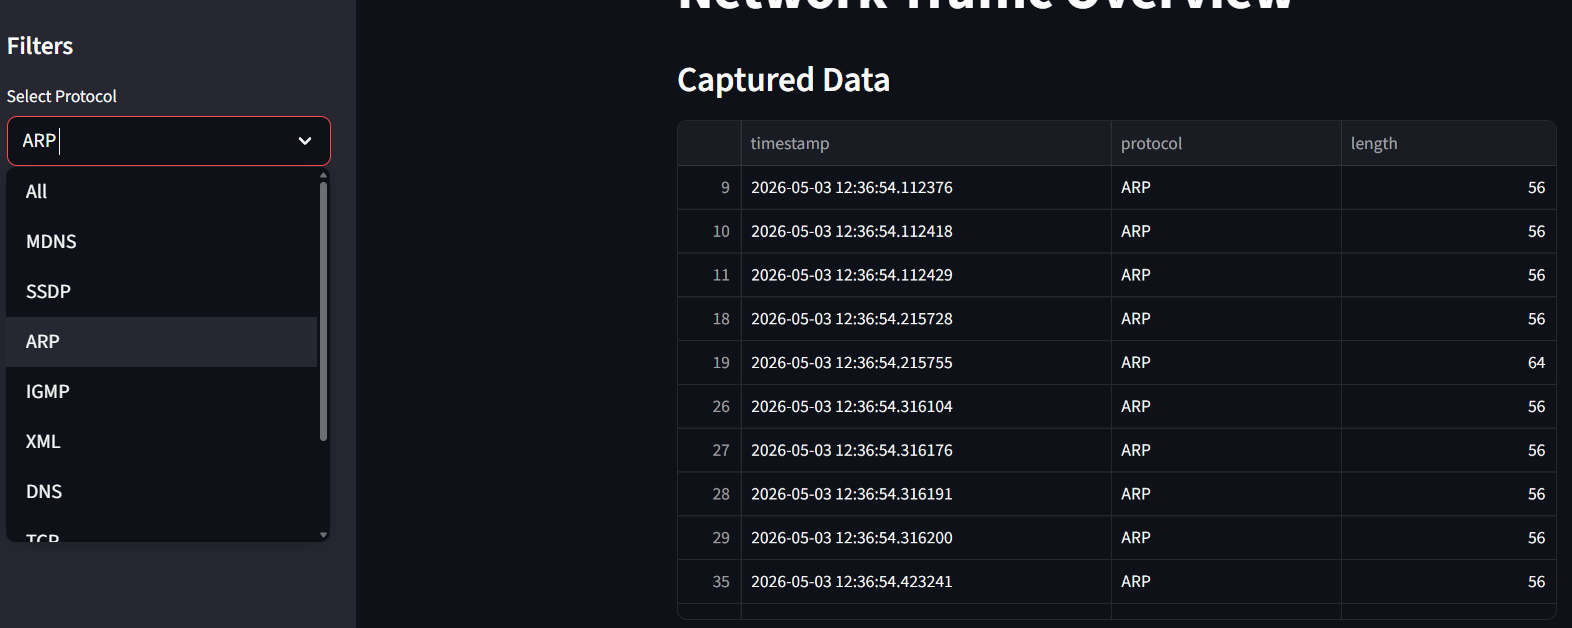 Network Traffic Overview
Filters
Captured Data
Select Protocol
ARP
All
MDNS
SSDP
ARP
IGMP
XML
DNS
TCP
timestamp protocol length
9 2026-05-03 12:36:54.112376 ARP 56
10 2026-05-03 12:36:54.112418 ARP 56
11 2026-05-03 12:36:54.112429 ARP 56
18 2026-05-03 12:36:54.215728 ARP 56
19 2026-05-03 12:36:54.215755 ARP 64
26 2026-05-03 12:36:54.316104 ARP 56
27 2026-05-03 12:36:54.316176 ARP 56
28 2026-05-03 12:36:54.316191 ARP 56
29 2026-05-03 12:36:54.316200 ARP 56
35 2026-05-03 12:36:54.423241 ARP 56